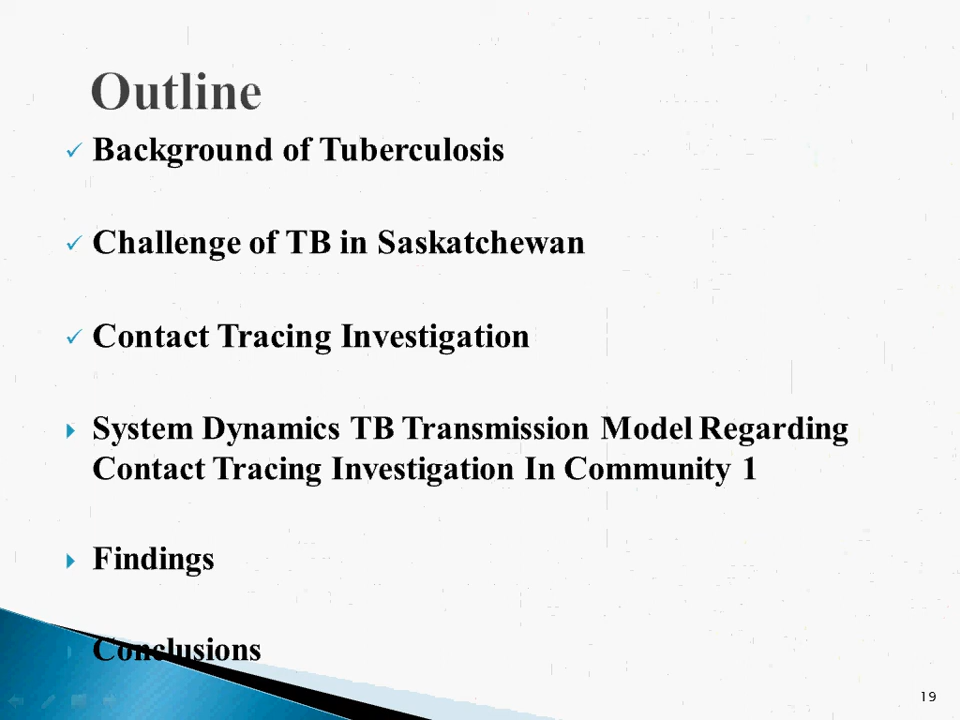 Outline
Background of Tuberculosis
Challenge of TB in Saskatchewan
Contact Tracing Investigation
System Dynamics TB Transmission Model Regarding
Contact Tracing Investigation In Community 1
Findings
Conclusions
19